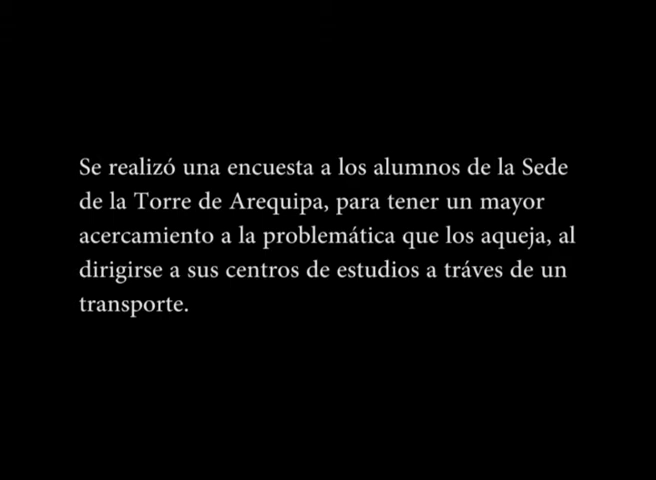 Se realizó una encuesta a los alumnos de la Sede
de la Torre de Arequipa, para tener un mayor
acercamiento a la problemática que los aqueja, al
dirigirse a sus centros de estudios a tráves de un
transporte.